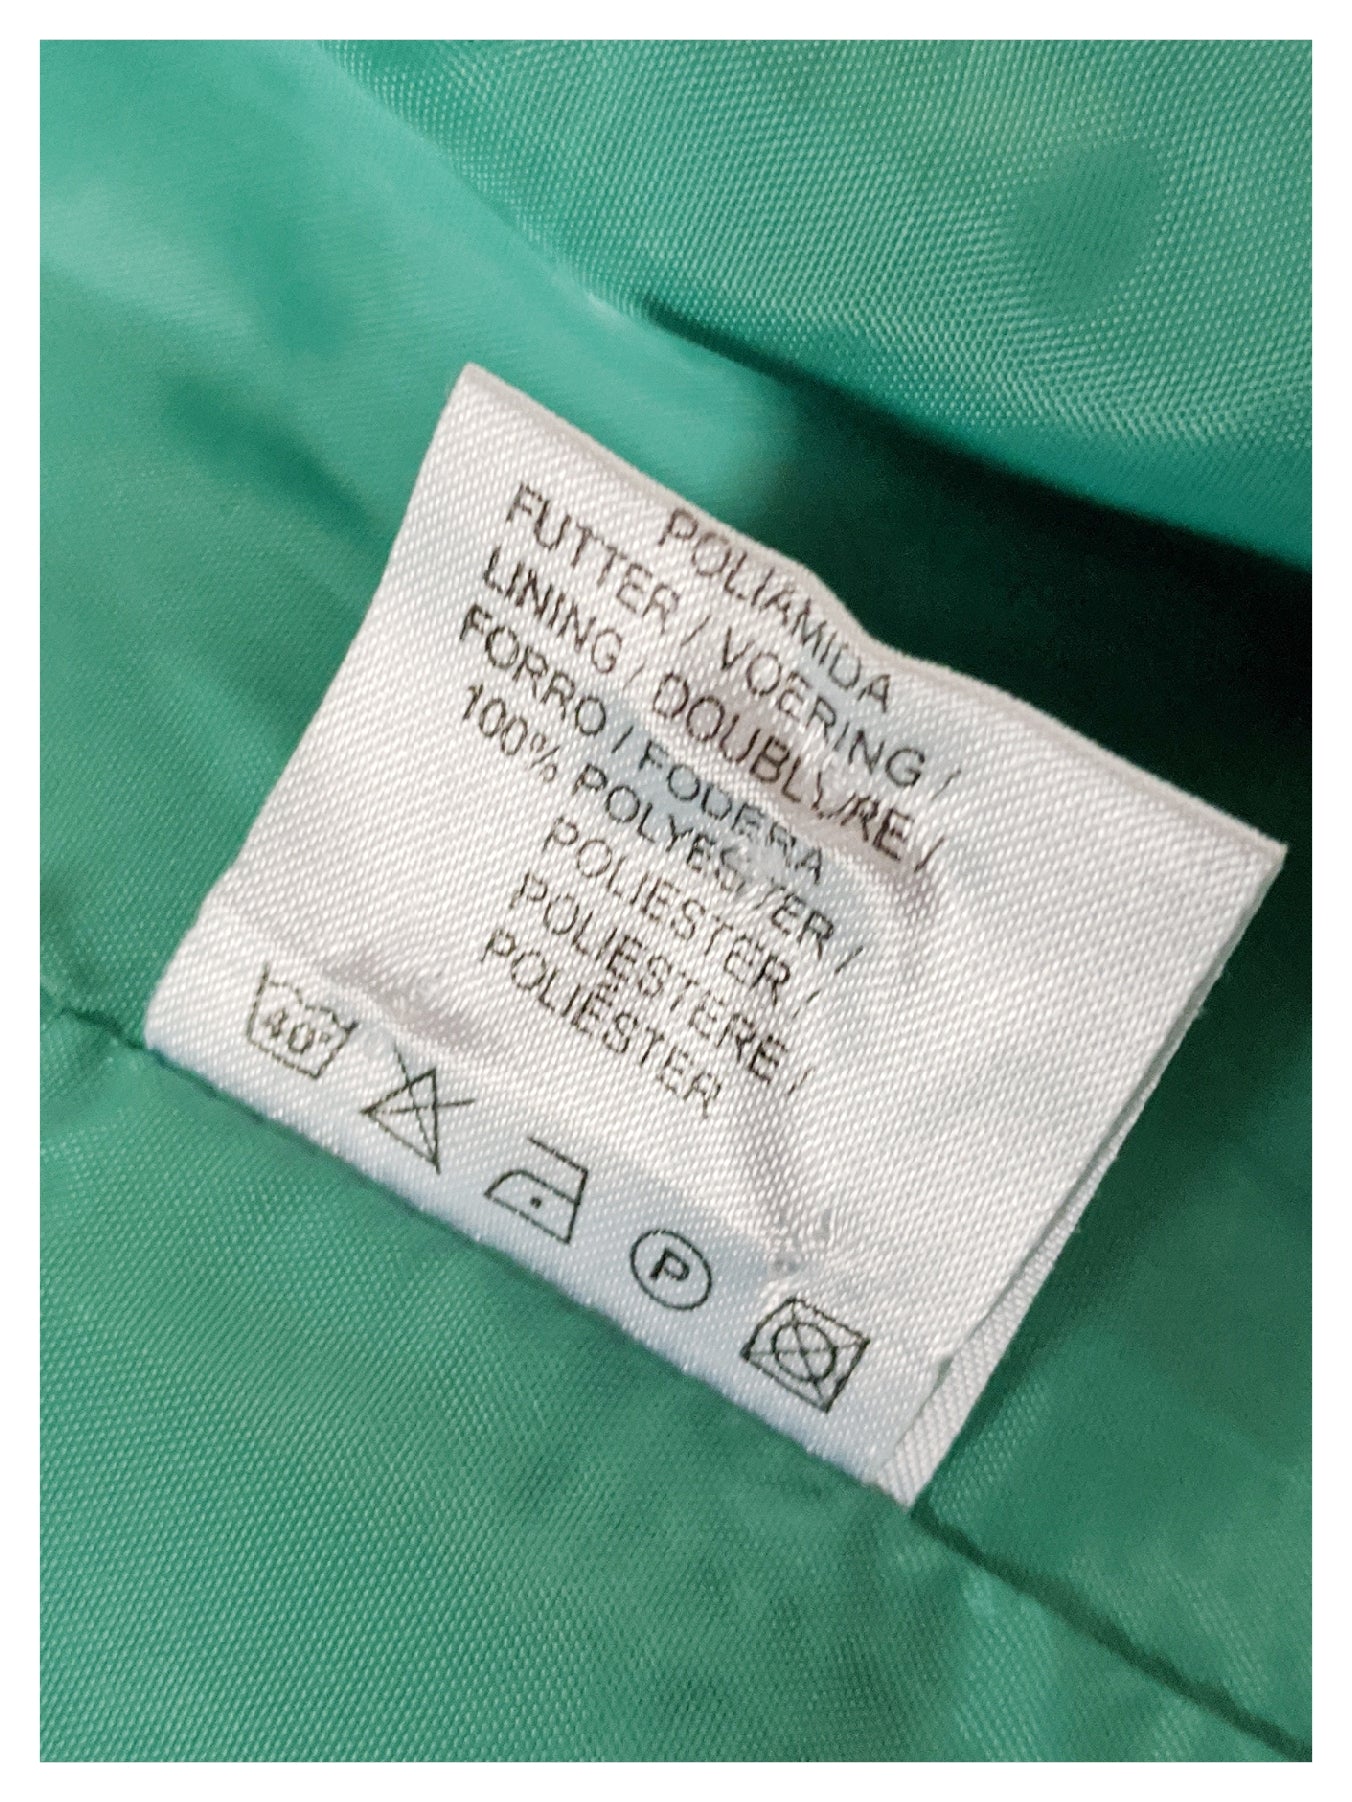 POLIAMIDA
FUTTER / VOERING /
LINING / DOUBLURE /
FORRO / FODERA
100% POLYESTER /
POLIESTER /
POLIESTERE /
POLIÉSTER
40°
P